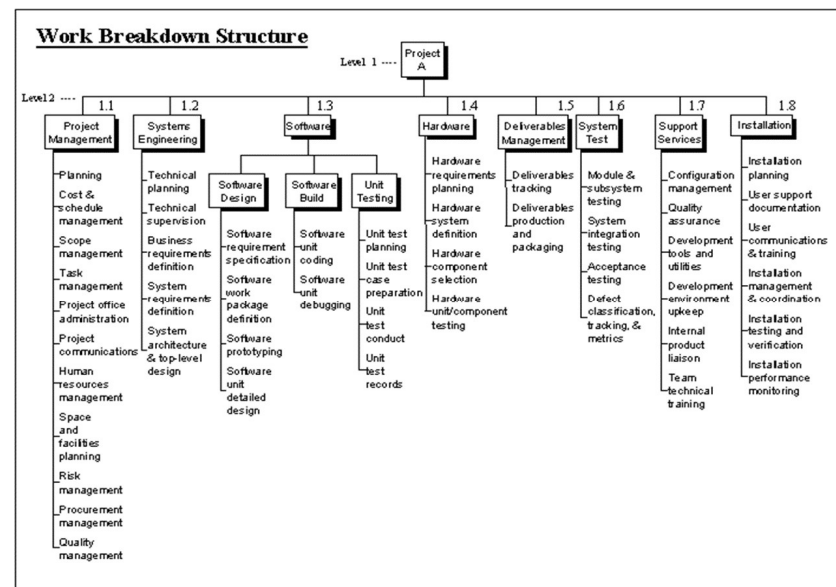 Work Breakdown Structure
Project
A
Level 1 ----
Level 2 ----
1.1
1.2
1.3
1.4
1.5
1.6
1.7
1.8
Project
Management
Planning
Cost &
schedule
management
Scope
management
Task
management
Project office
administration
Project
communications
Human
resources
management
Space
and
facilities
planning
Risk
management
Procurement
management
Quality
management
Systems
Engineering
Technical
planning
Technical
supervision
Business
requirements
definition
System
requirements
definition
System
architecture
& top-level
design
Software
Software
Design
Software
requirement
specification
Software
work
package
definition
Software
prototyping
Software
unit
detailed
design
Software
Build
Software
unit
coding
Software
unit
debugging
Unit
Testing
Unit test
planning
Unit test
case
preparation
Unit
test
conduct
Unit
test
records
Hardware
Hardware
requirements
planning
Hardware
system
definition
Hardware
component
selection
Hardware
unit/component
testing
Deliverables
Management
Deliverables
tracking
Deliverables
production
and
packaging
System
Test
Module &
subsystem
testing
System
integration
testing
Acceptance
testing
Defect
classification,
tracking, &
metrics
Support
Services
Configuration
management
Quality
assurance
Development
tools and
utilities
Development
environment
upkeep
Internal
product
liaison
Team
technical
training
Installation
Installation
planning
User support
documentation
User
communications
& training
Installation
management
& coordination
Installation
testing and
verification
Installation
performance
monitoring